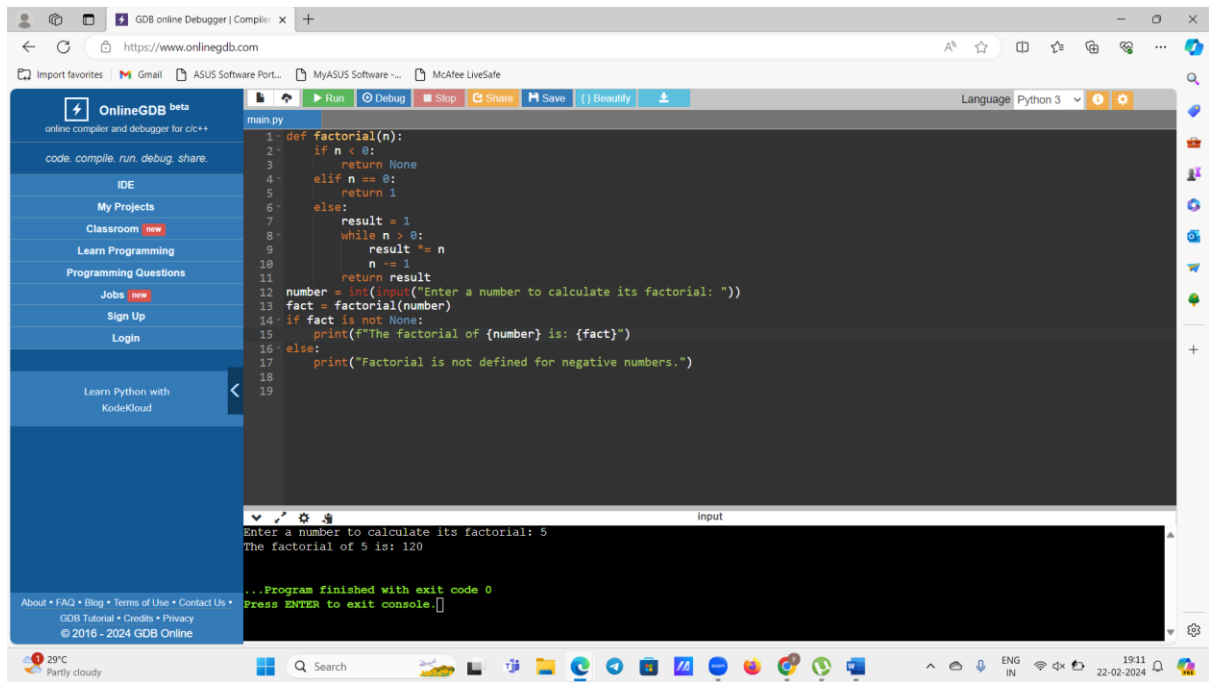 GDB online Debugger | Compiler
https://www.onlinegdb.com
Import favorites Gmail ASUS Software Port... MyASUS Software -... McAfee LiveSafe
OnlineGDB beta
online compiler and debugger for c/c++
code. compile. run. debug. share.
IDE
My Projects
Classroom new
Learn Programming
Programming Questions
Jobs new
Sign Up
Login
Learn Python with
KodeKloud
About • FAQ • Blog • Terms of Use • Contact Us •
GDB Tutorial • Credits • Privacy
© 2016 - 2024 GDB Online
Run Debug Stop Share Save { } Beautify Language Python 3
main.py
1 def factorial(n):
2     if n < 0:
3         return None
4     elif n == 0:
5         return 1
6     else:
7         result = 1
8         while n > 0:
9             result *= n
10             n -= 1
11         return result
12 number = int(input("Enter a number to calculate its factorial: "))
13 fact = factorial(number)
14 if fact is not None:
15     print(f"The factorial of {number} is: {fact}")
16 else:
17     print("Factorial is not defined for negative numbers.")
18
19
input
Enter a number to calculate its factorial: 5
The factorial of 5 is: 120
...Program finished with exit code 0
Press ENTER to exit console.
1 29°C
Partly cloudy
Search
ENG
IN
19:11
22-02-2024